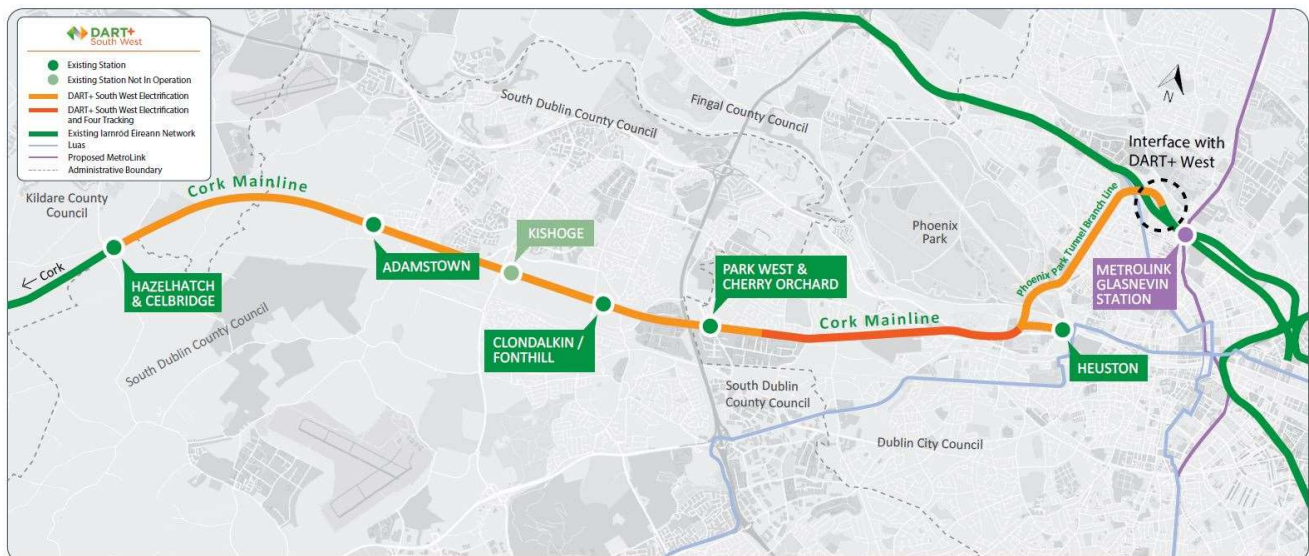 DART+
South West
Existing Station
Existing Station Not In Operation
DART+ South West Electrification
DART+ South West Electrification
and Four Tracking
Existing Iarnród Éireann Network
Luas
Proposed MetroLink
Administrative Boundary
N
South Dublin County Council
Fingal County Council
Interface with
DART+ West
Kildare County
Council
Cork Mainline
Phoenix
Park
Phoenix Park Tunnel Branch Line
KISHOGE
← Cork
HAZELHATCH
& CELBRIDGE
ADAMSTOWN
PARK WEST &
CHERRY ORCHARD
METROLINK
GLASNEVIN
STATION
South Dublin County Council
CLONDALKIN /
FONTHILL
Cork Mainline
HEUSTON
South Dublin
County Council
Dublin City Council